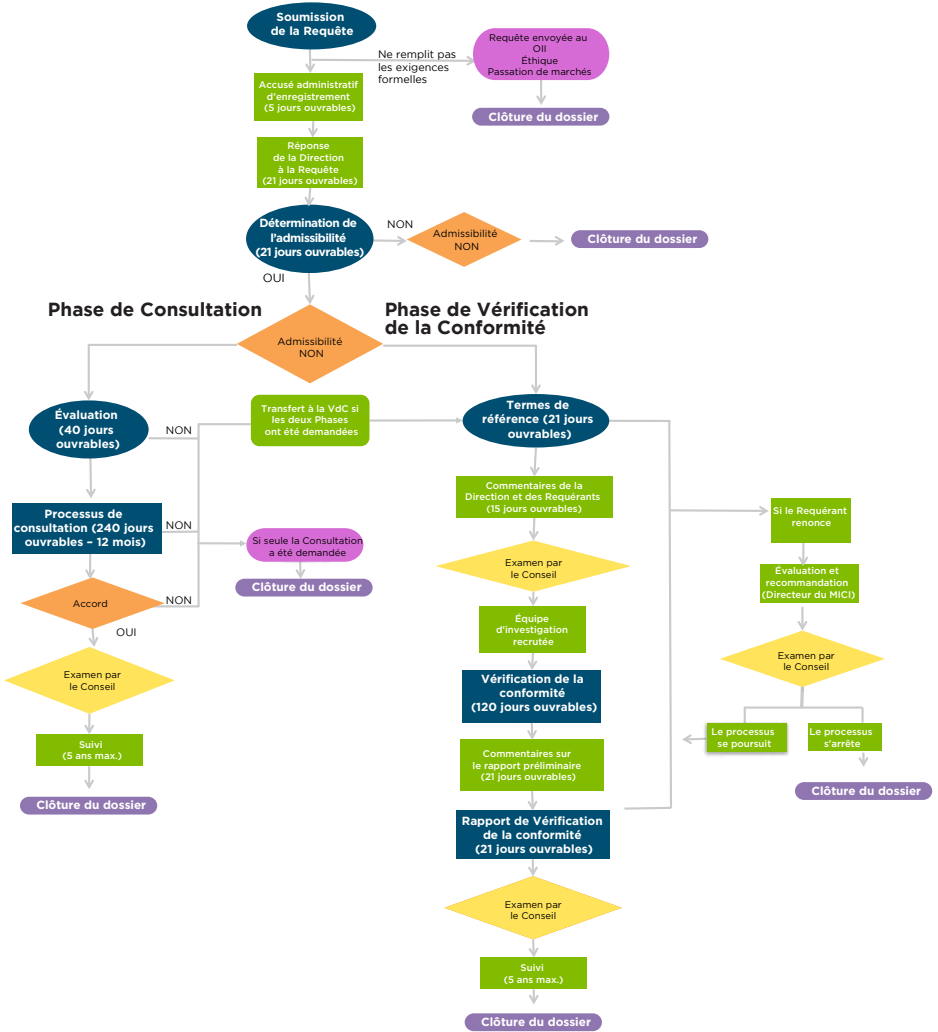 Soumission
de la Requête
Ne remplit pas
les exigences
formelles
Requête envoyée au
OII
Éthique
Passation de marchés
Clôture du dossier
Accusé administratif
d'enregistrement
(5 jours ouvrables)
Réponse
de la Direction
à la Requête
(21 jours ouvrables)
Détermination de
l'admissibilité
(21 jours ouvrables)
NON
Admissibilité
NON
Clôture du dossier
OUI
Phase de Consultation
Phase de Vérification
de la Conformité
Admissibilité
NON
Évaluation
(40 jours
ouvrables)
NON
Transfert à la VdC si
les deux Phases
ont été demandées
Termes de
référence (21 jours
ouvrables)
Processus de
consultation (240 jours
ouvrables – 12 mois)
NON
Si seule la Consultation
a été demandée
Clôture du dossier
Accord
NON
OUI
Examen par
le Conseil
Suivi
(5 ans max.)
Clôture du dossier
Commentaires de la
Direction et des Requérants
(15 jours ouvrables)
Examen par
le Conseil
Équipe
d'investigation
recrutée
Vérification de la
conformité
(120 jours ouvrables)
Commentaires sur
le rapport préliminaire
(21 jours ouvrables)
Rapport de Vérification
de la conformité
(21 jours ouvrables)
Examen par
le Conseil
Suivi
(5 ans max.)
Clôture du dossier
Si le Requérant
renonce
Évaluation et
recommandation
(Directeur du MICI)
Examen par
le Conseil
Le processus
se poursuit
Le processus
s'arrête
Clôture du dossier